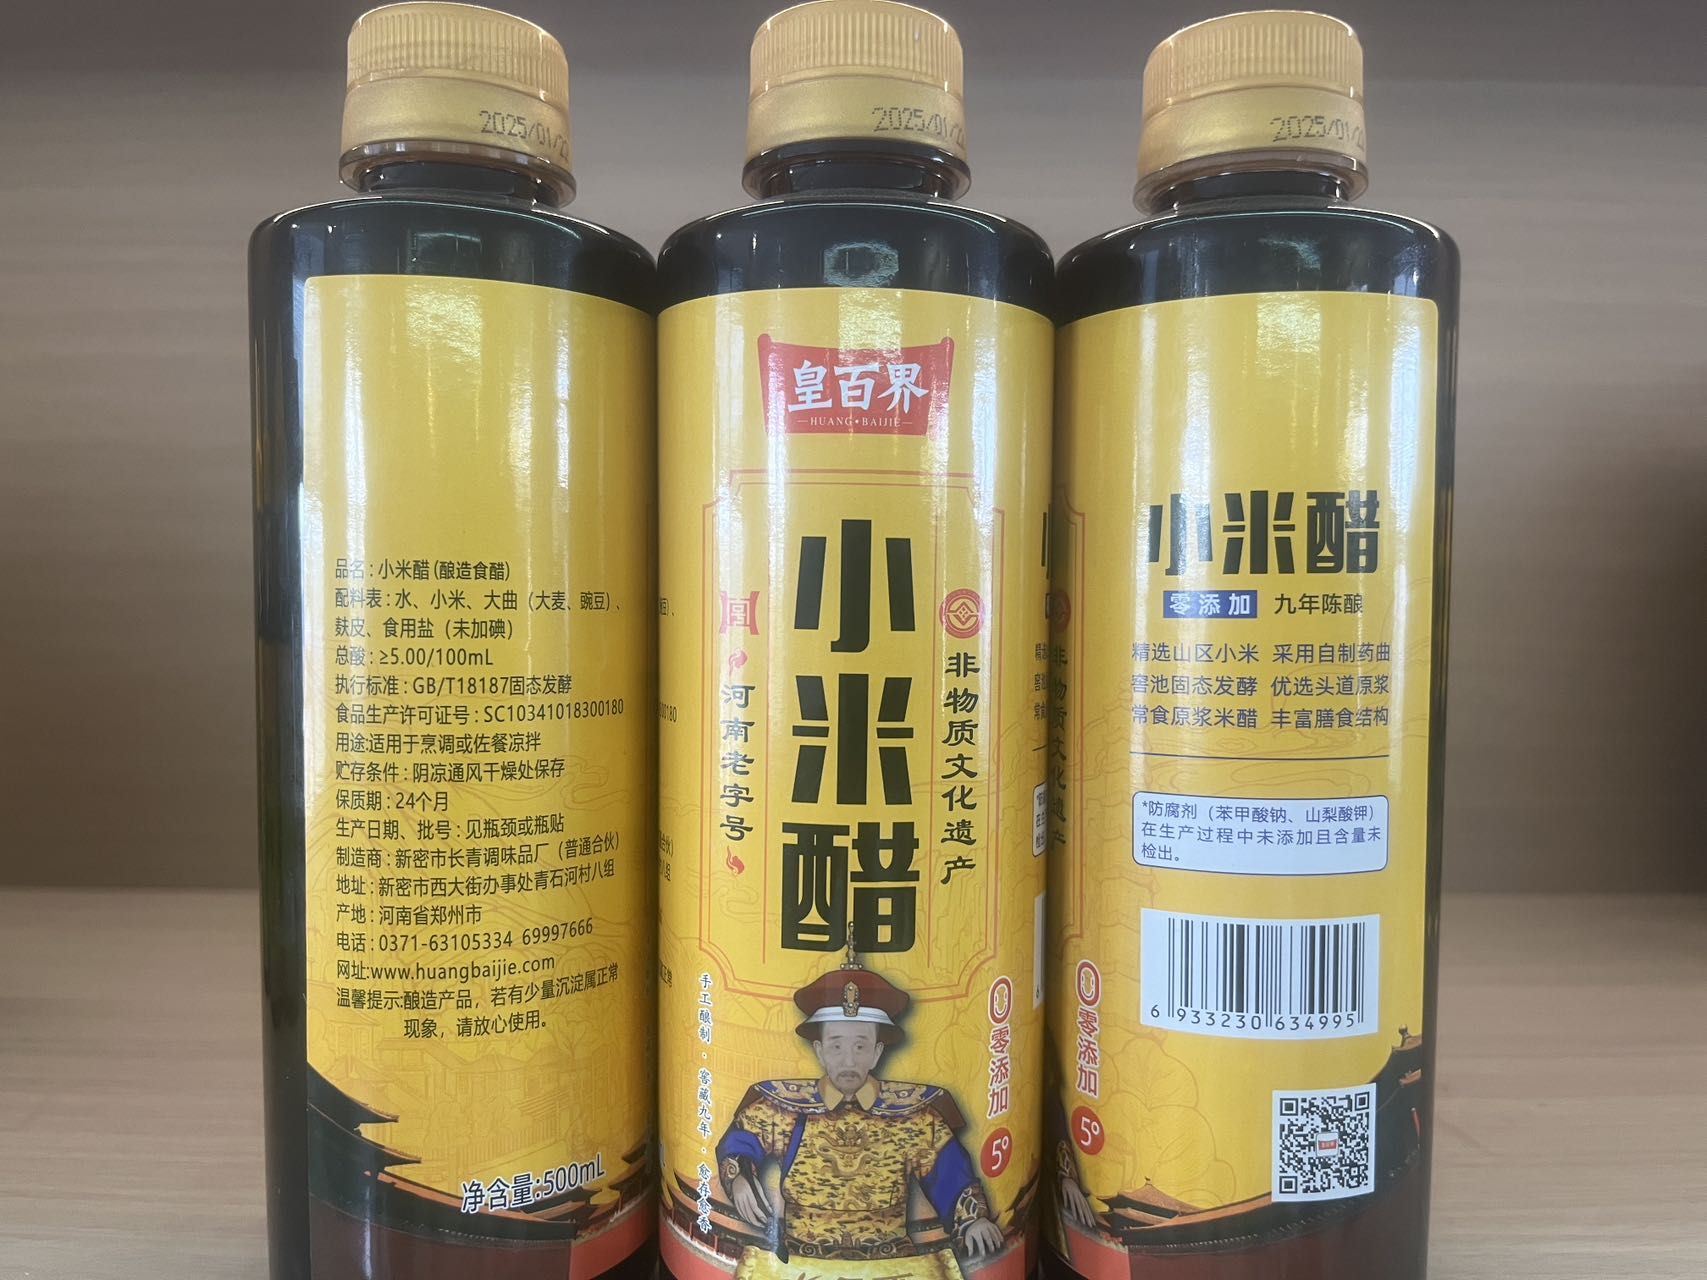 2025/01/2
品名:小米醋(酿造食醋)
配料表:水、小米、大曲(大麦、豌豆)、
麸皮、食用盐(未加碘)
总酸:≥5.00/100mL
执行标准:GB/T18187固态发酵
食品生产许可证号:SC10341018300180
用途:适用于烹调或佐餐凉拌
贮存条件:阴凉通风干燥处保存
保质期:24个月
生产日期、批号:见瓶颈或瓶贴
制造商:新密市长青调味品厂(普通合伙)
地址:新密市西大街办事处青石河村八组
产地:河南省郑州市
电话:0371-63105334 69997666
网址:www.huangbaijie.com
温馨提示:酿造产品,若有少量沉淀属正常
现象,请放心使用。
净含量:500mL
2025/01/2
皇百界
HUANG•BAIJIE
小米醋
河南老字号
非物质文化遗产
手工酿制·窖藏九年·愈存愈香
零添加
5°
2025/01/2
小米醋
零添加 九年陈酿
精选山区小米 采用自制药曲
窖池固态发酵 优选头道原浆
常食原浆米醋 丰富膳食结构
*防腐剂(苯甲酸钠、山梨酸钾)
在生产过程中未添加且含量未
检出。
6 933230 634995
零添加
5°